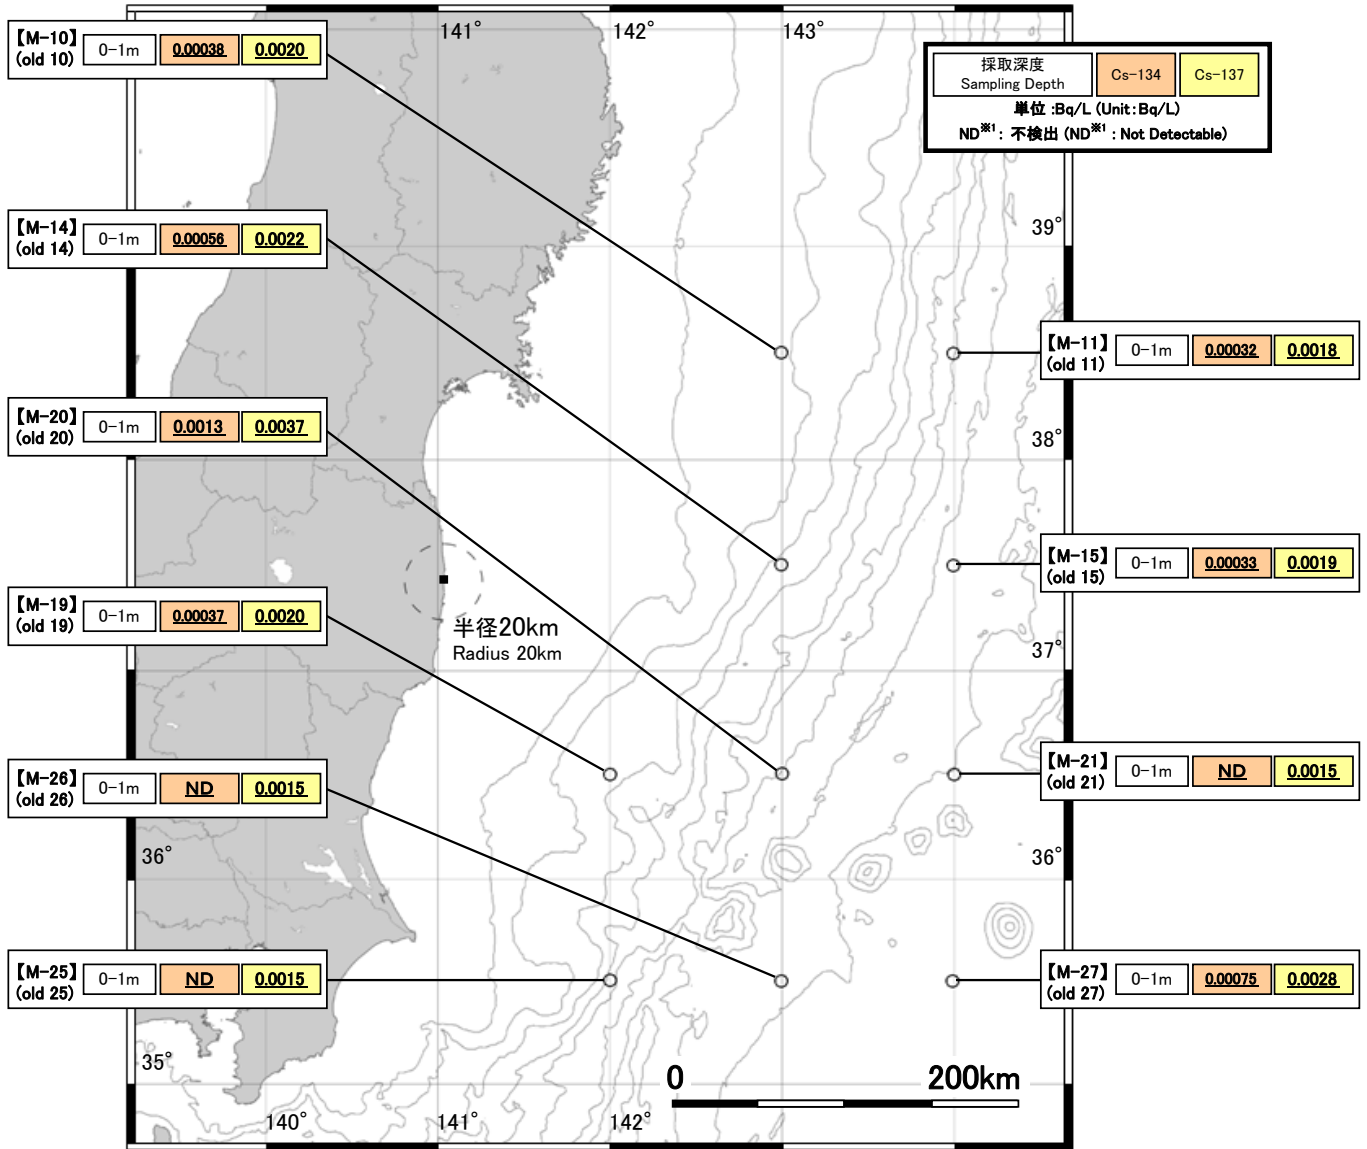 141°
142°
143
採取深度
Sampling Depth
Cs-134
Cs-137
単位 :Bq/L (Unit:Bq/L)
ND※1 : 不検出 (ND※1 : Not Detectable)
【M-10】
(old 10)
0-1m
0.00038
0.0020
【M-14】
(old 14)
0-1m
0.00056
0.0022
39°
【M-11】
(old 11)
0-1m
0.00032
0.0018
【M-20】
(old 20)
0-1m
0.0013
0.0037
38°
【M-15】
(old 15)
0-1m
0.00033
0.0019
【M-19】
(old 19)
0-1m
0.00037
0.0020
半径20km
Radius 20km
37°
【M-26】
(old 26)
0-1m
ND
0.0015
【M-21】
(old 21)
0-1m
ND
0.0015
36°
36°
【M-25】
(old 25)
0-1m
ND
0.0015
【M-27】
(old 27)
0-1m
0.00075
0.0028
35°
0
200km
140°
141°
142°